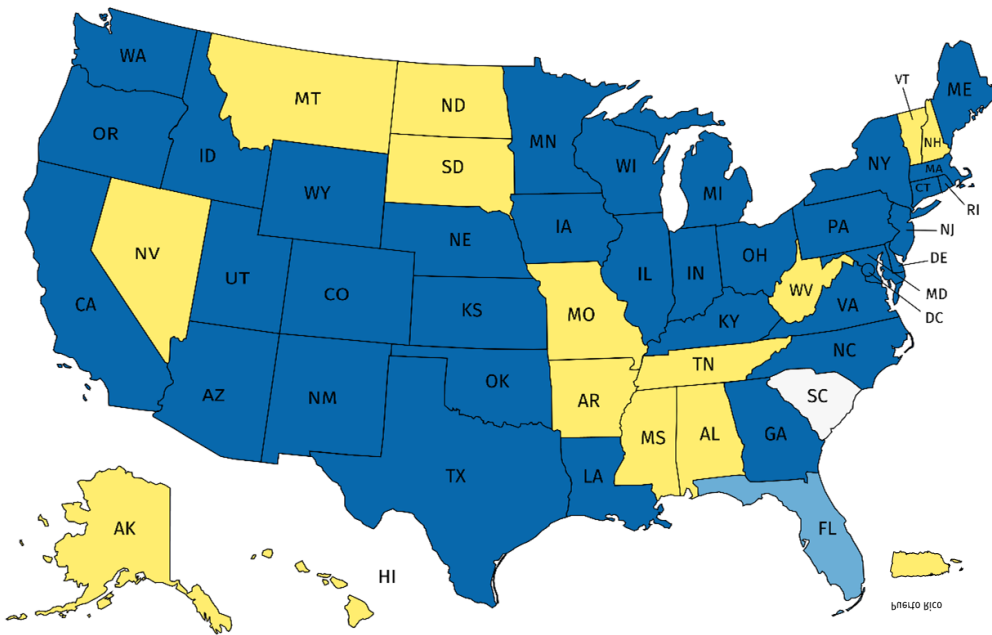 WA
MT
ND
MN
VT
ME
OR
ID
SD
WI
NY
NH
MA
WY
MI
CT
RI
NV
NE
IA
PA
NJ
UT
IL
IN
OH
DE
CA
CO
KS
MO
WV
VA
MD
KY
DC
AZ
NM
OK
AR
TN
NC
SC
TX
LA
MS
AL
GA
AK
HI
FL
Puerto Rico